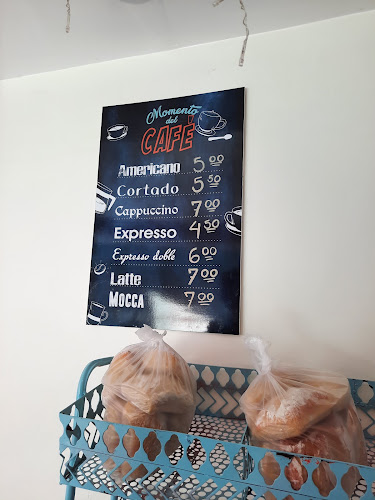 Momento
del
CAFÉ
Americano 5 00
Cortado 5 50
Cappuccino 7 00
Expresso 4 50
Expresso doble 6 00
Latte 7 00
MOCCA 7 00